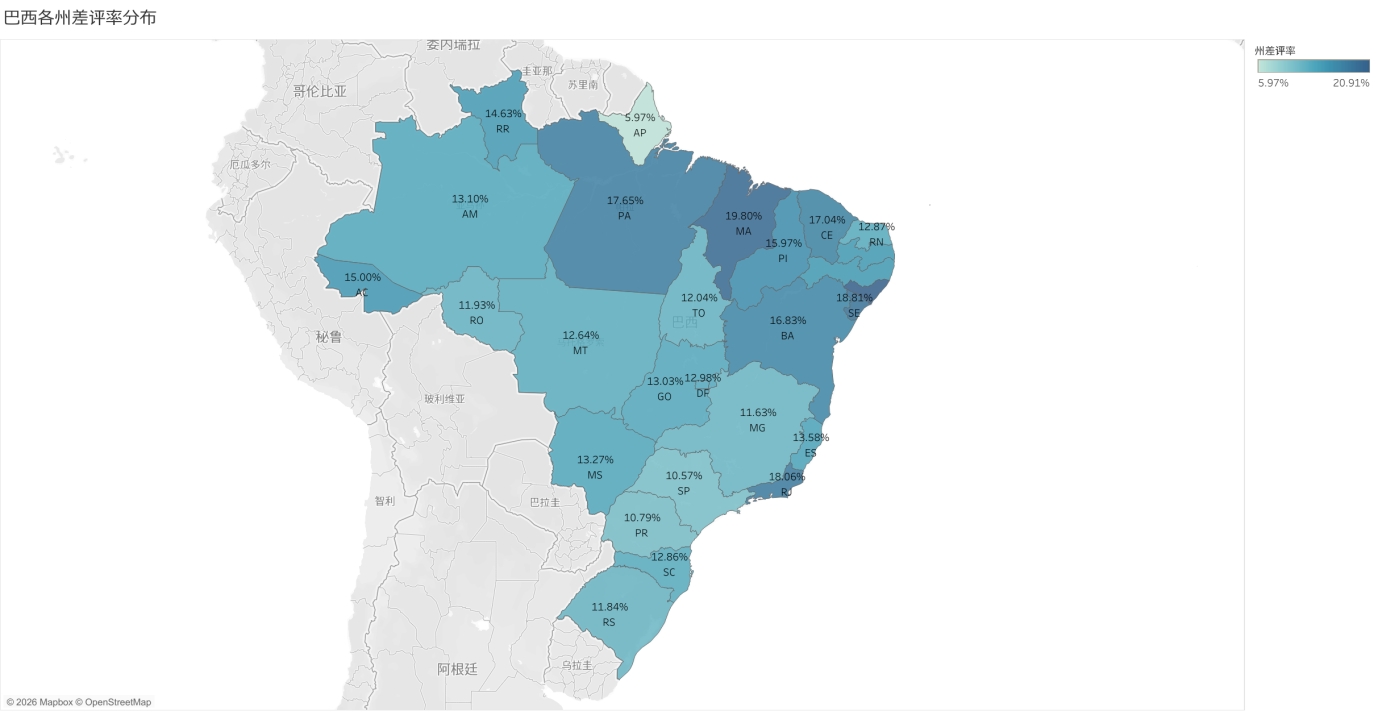 巴西各州差评率分布
州差评率
5.97%
20.91%
委内瑞拉
圭亚那
苏里南
哥伦比亚
厄瓜多尔
14.63%
RR
5.97%
AP
13.10%
AM
17.65%
PA
19.80%
MA
15.97%
PI
17.04%
CE
12.87%
RN
15.00%
AC
11.93%
RO
12.04%
TO
巴西
18.81%
SE
16.83%
BA
秘鲁
12.64%
MT
13.03%
GO
12.98%
DF
玻利维亚
11.63%
MG
13.58%
ES
13.27%
MS
10.57%
SP
18.06%
RJ
智利
巴拉圭
10.79%
PR
12.86%
SC
11.84%
RS
阿根廷
乌拉圭
© 2026 Mapbox © OpenStreetMap